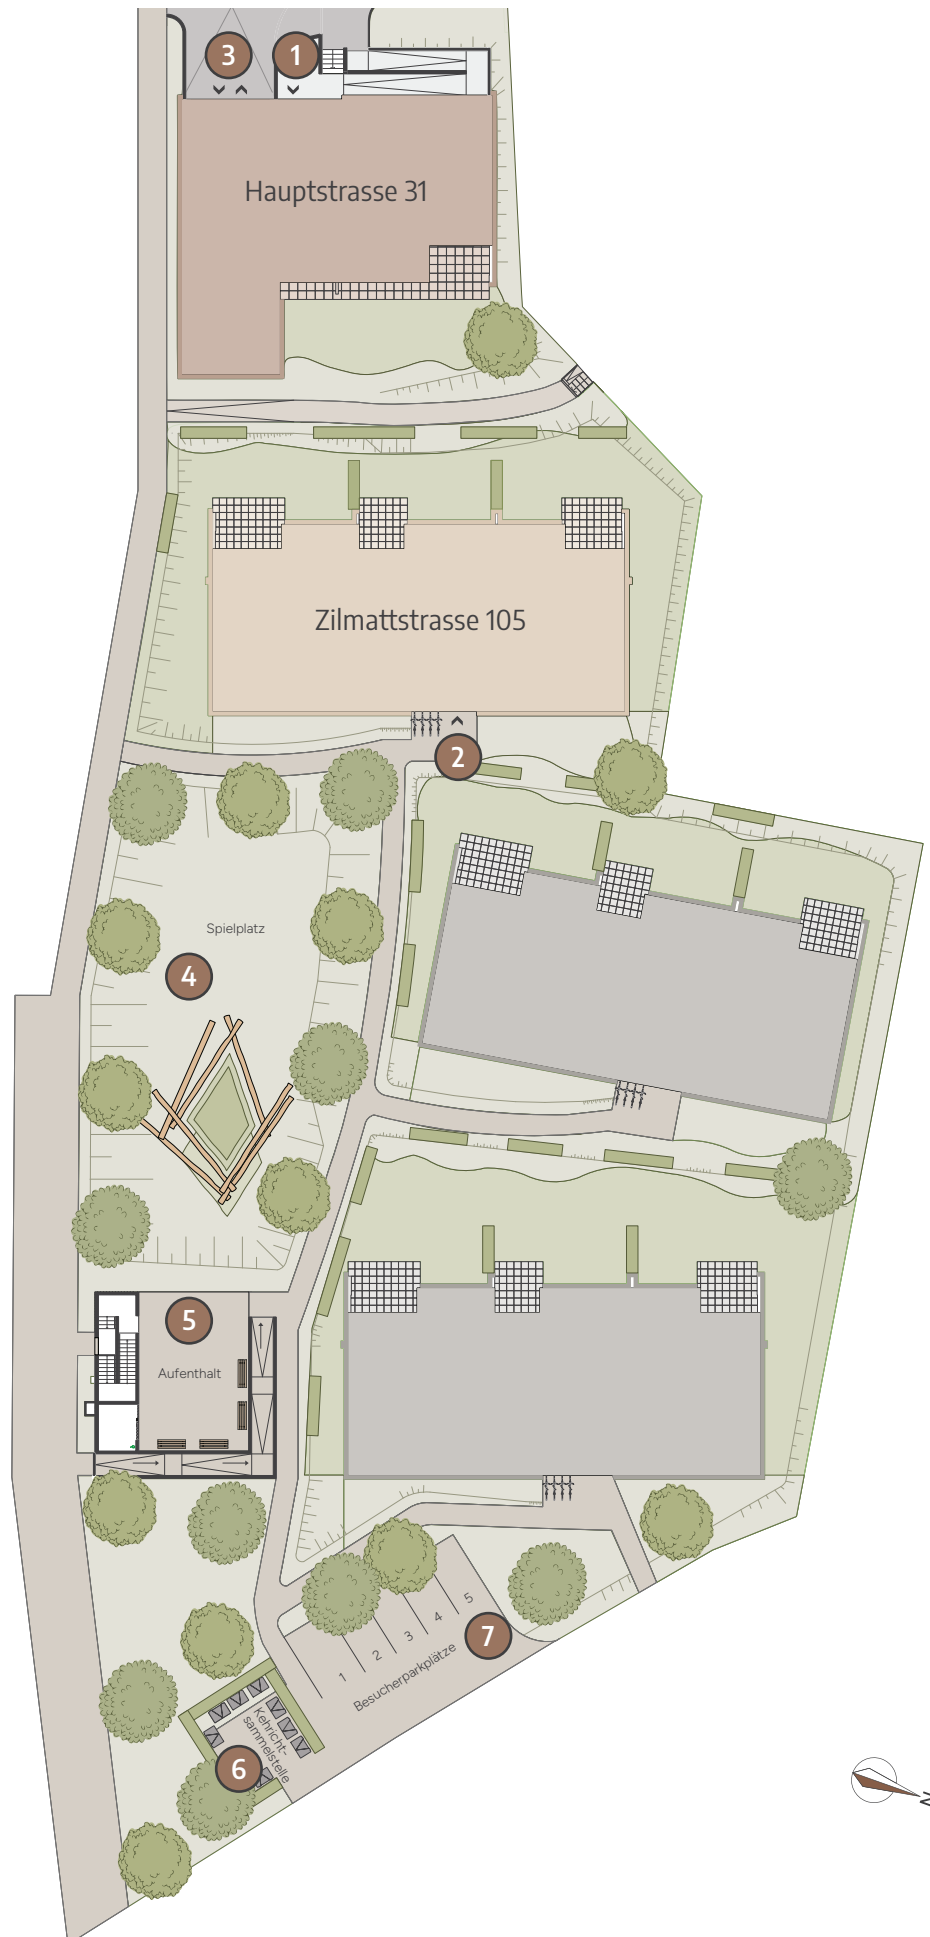 3
1
Hauptstrasse 31
Zilmattstrasse 105
2
Spielplatz
4
5
Aufenthalt
1
2
3
4
5
7
Besucherparkplätze
Kehricht-
sammelstelle
6
N